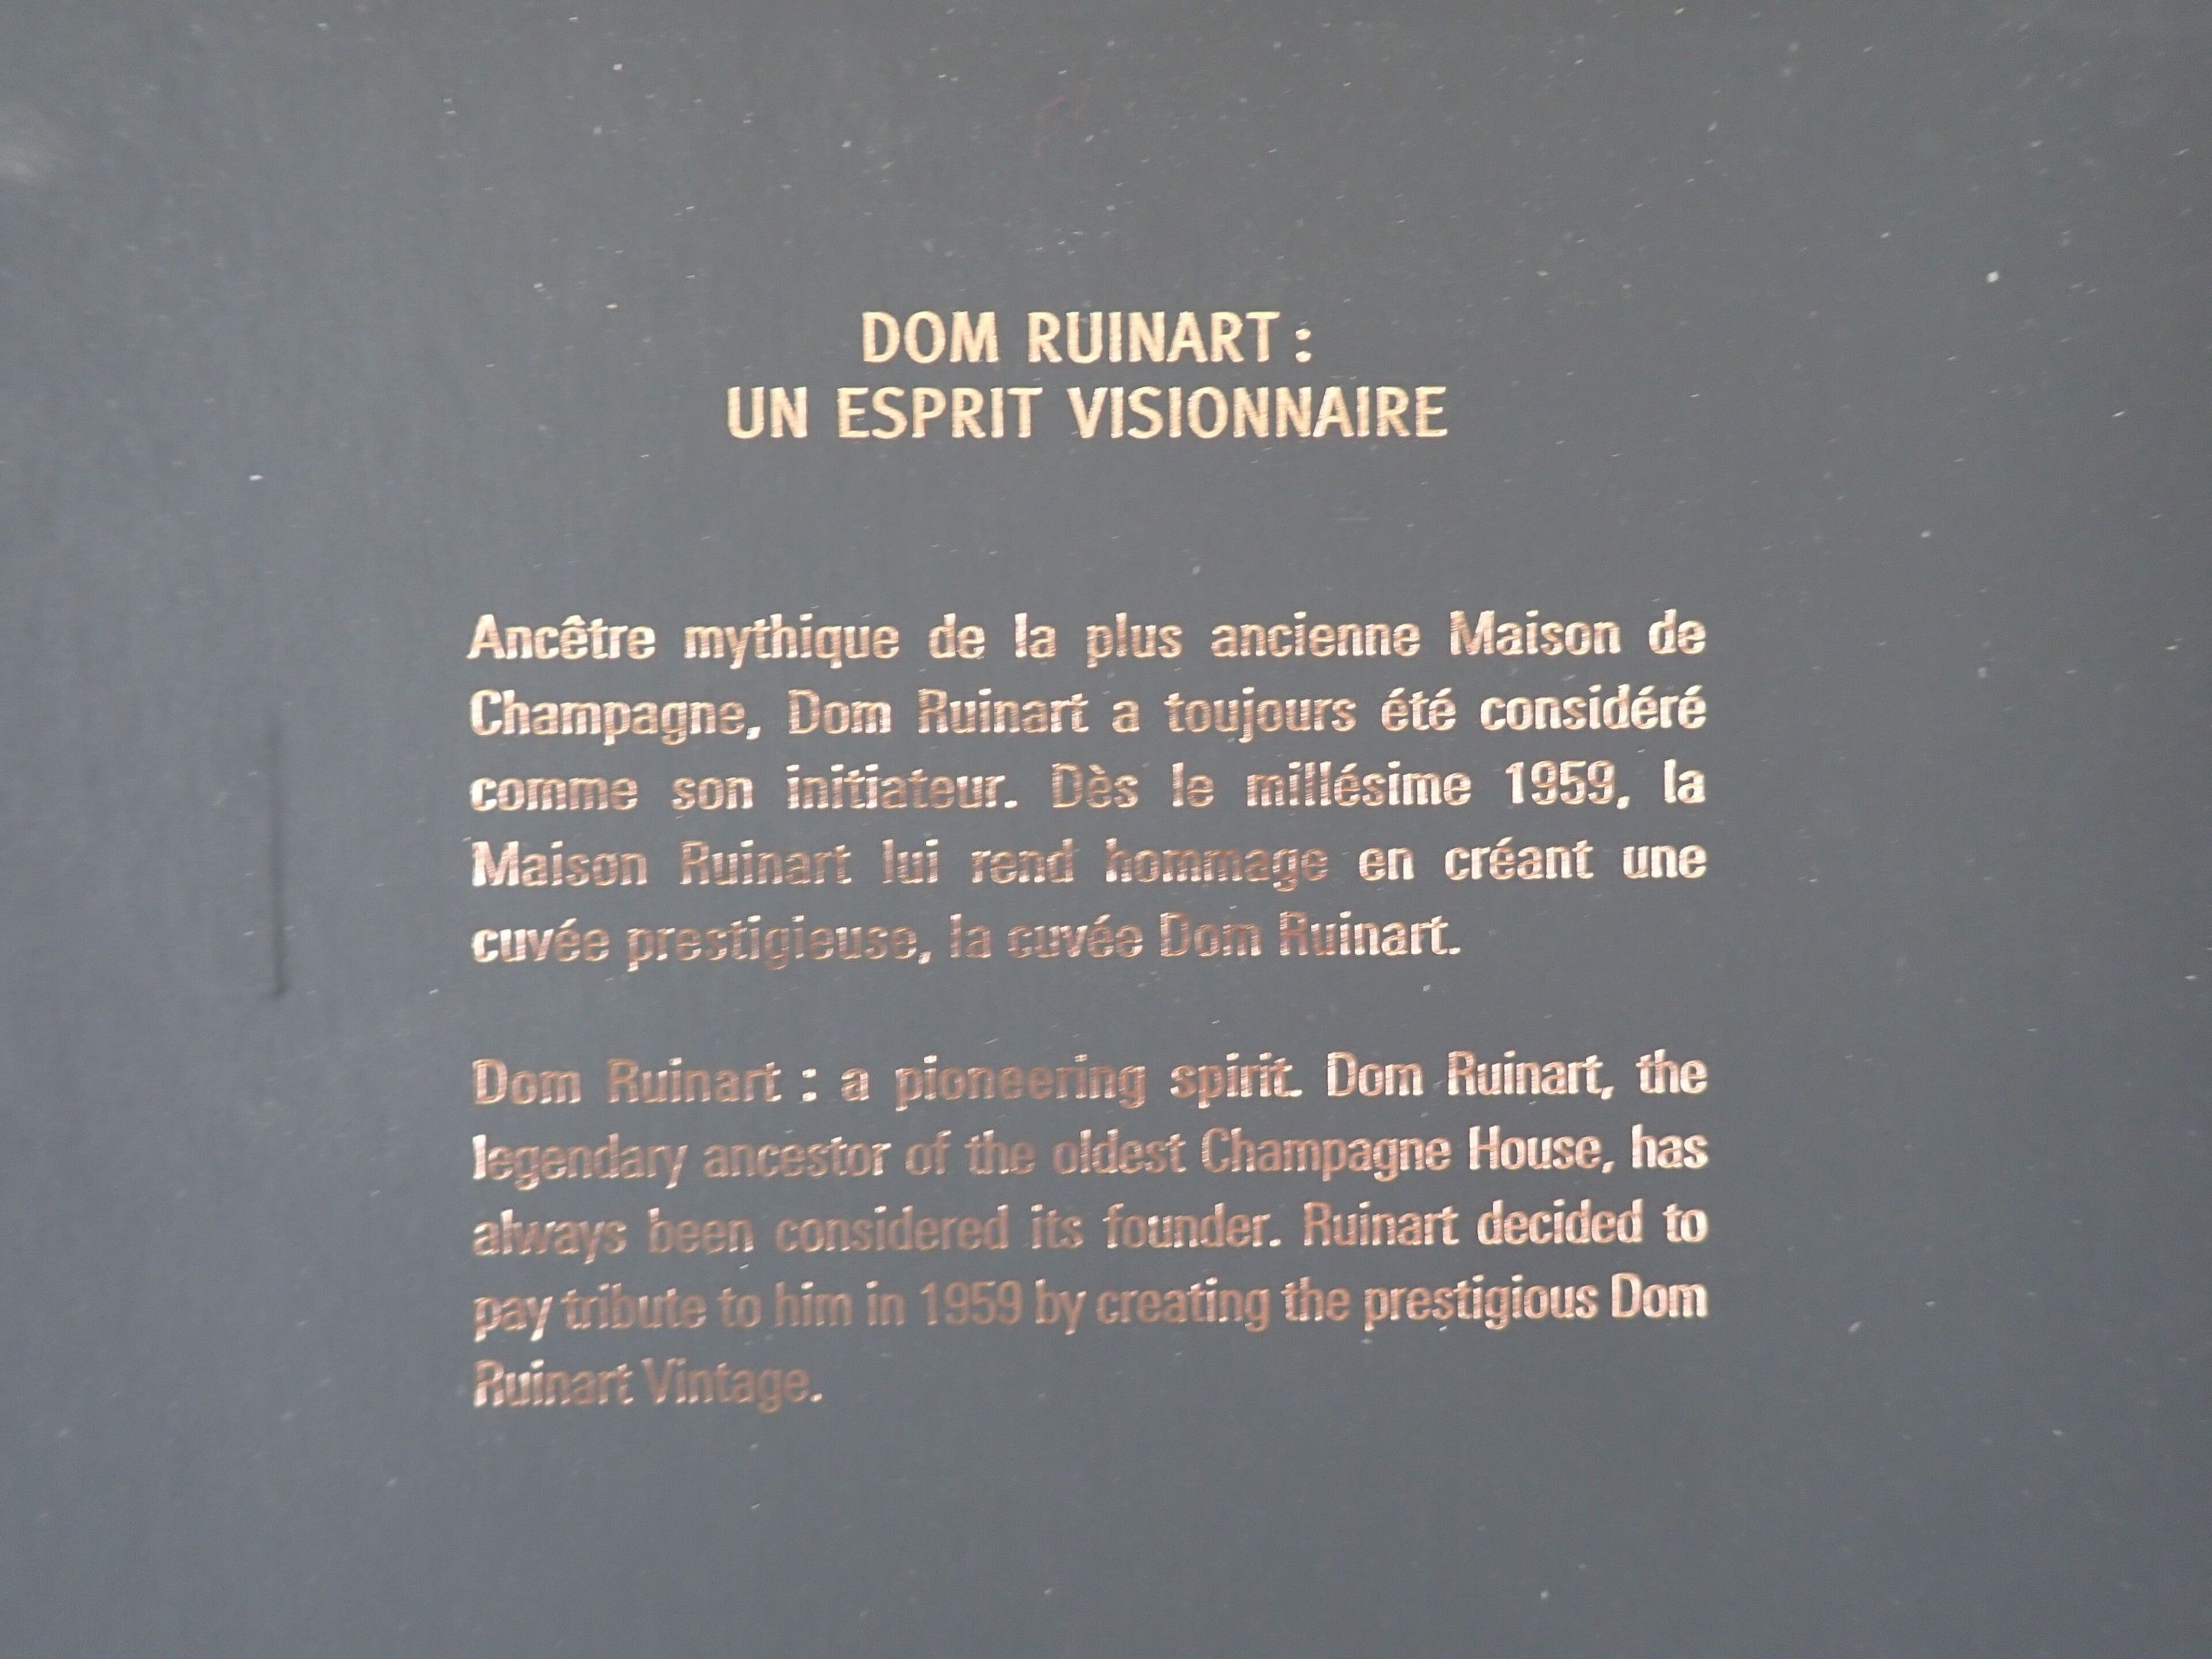 DOM RUINART :
UN ESPRIT VISIONNAIRE
Ancêtre mythique de la plus ancienne Maison de
Champagne, Dom Ruinart a toujours été considéré
comme son initiateur. Dès le millésime 1959, la
Maison Ruinart lui rend hommage en créant une
cuvée prestigieuse, la cuvée Dom Ruinart.
Dom Ruinart : a pioneering spirit. Dom Ruinart, the
legendary ancestor of the oldest Champagne House, has
always been considered its founder. Ruinart decided to
pay tribute to him in 1959 by creating the prestigious Dom
Ruinart Vintage.